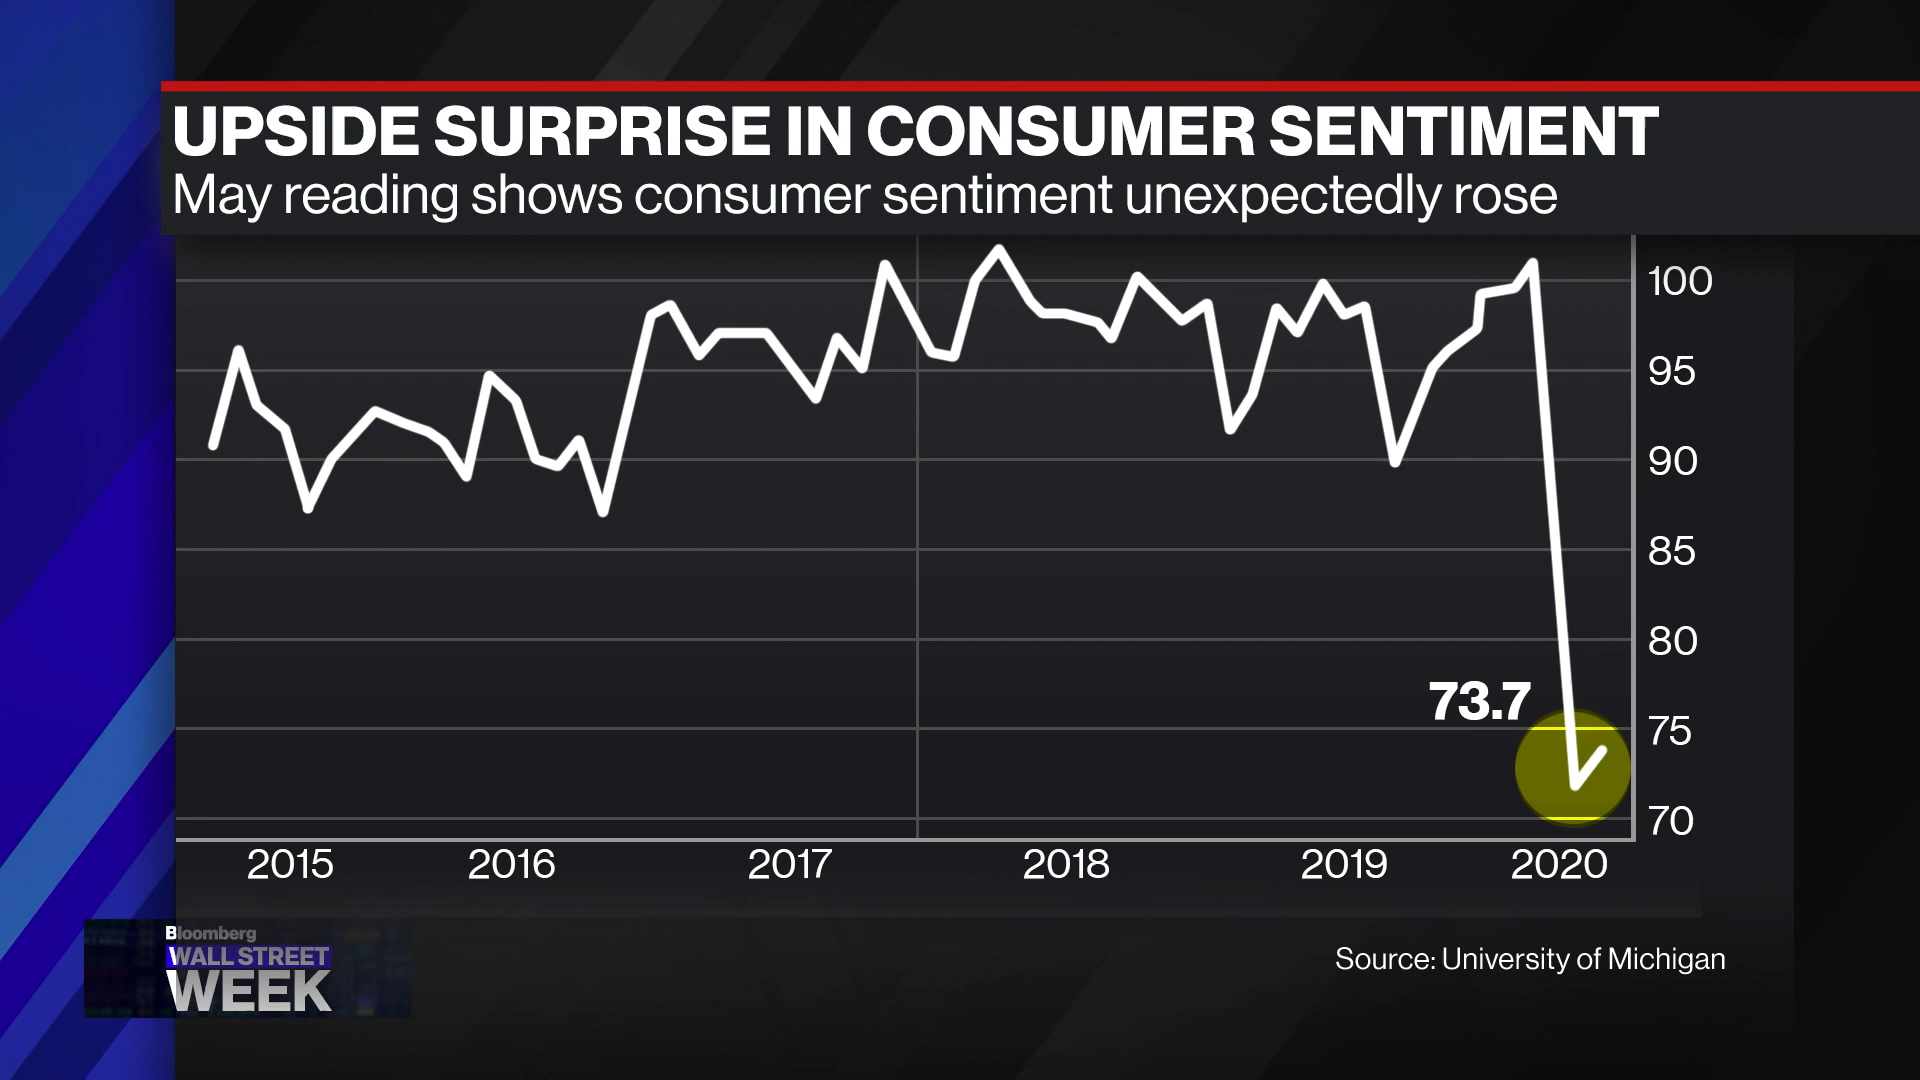 UPSIDE SURPRISE IN CONSUMER SENTIMENT
May reading shows consumer sentiment unexpectedly rose
100
95
90
85
80
73.7
75
70
2015 2016 2017 2018 2019 2020
Bloomberg
WALL STREET
WEEK
Source: University of Michigan